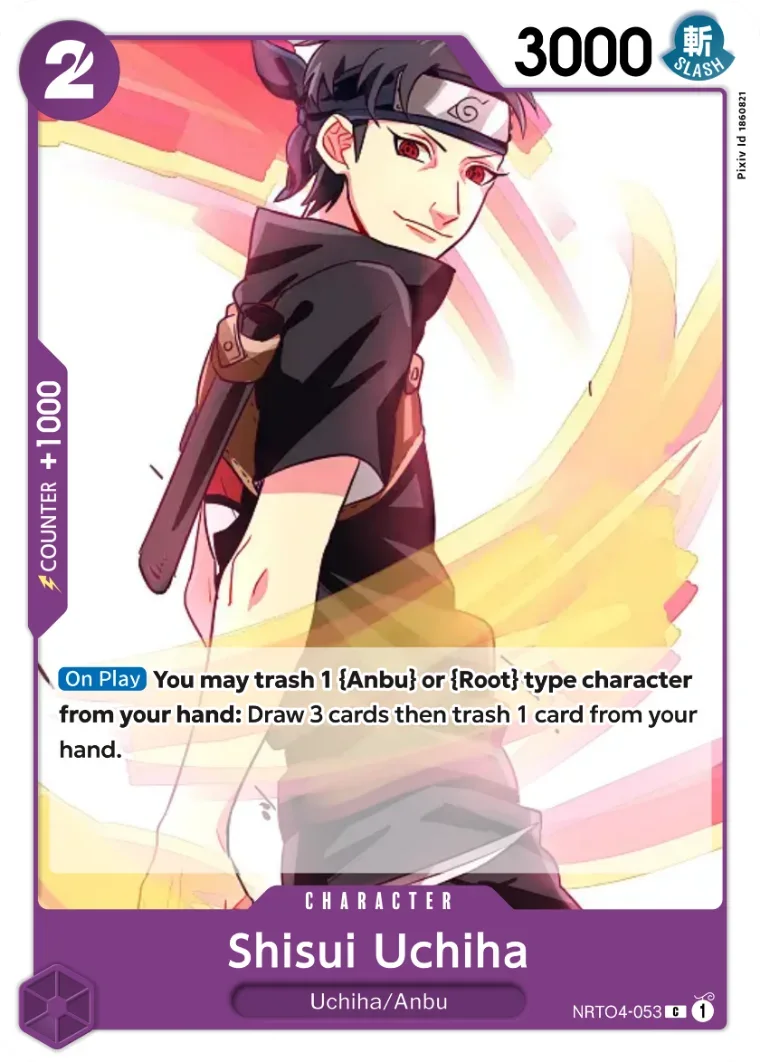 2
3000
斬
SLASH
Pixiv Id 1860821
COUNTER +1000
On Play You may trash 1 {Anbu} or {Root} type character
from your hand: Draw 3 cards then trash 1 card from your
hand.
CHARACTER
Shisui Uchiha
Uchiha/Anbu
NRTO4-053 C 1